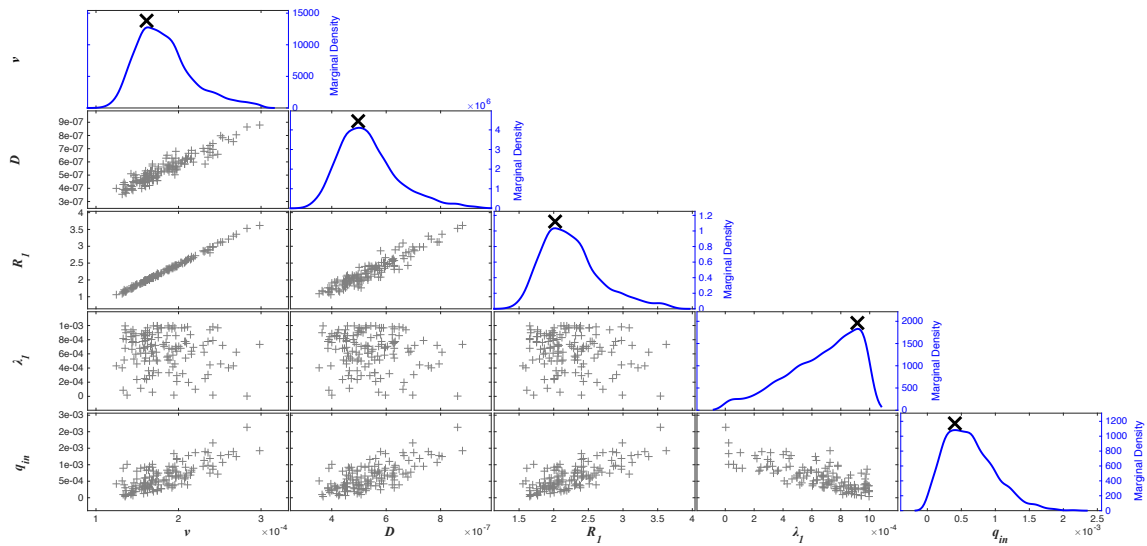 15000
10000
5000
0
Marginal Density
v
×10^6
9e-07
8e-07
7e-07
6e-07
5e-07
4e-07
3e-07
D
4
3
2
1
0
Marginal Density
4
3.5
3
2.5
2
1.5
1
R_1
1.2
1
0.8
0.6
0.4
0.2
0
Marginal Density
1e-03
8e-04
6e-04
4e-04
2e-04
0
λ_1
2000
1500
1000
500
0
Marginal Density
3e-03
2e-03
2e-03
1e-03
1e-03
5e-04
0
q_in
1200
1000
800
600
400
200
0
Marginal Density
1 2 3
×10^-4
v
4 6 8
×10^-7
D
1.5 2 2.5 3 3.5 4
R_1
0 2 4 6 8 10
×10^-4
λ_1
0 0.5 1 1.5 2 2.5
×10^-3
q_in